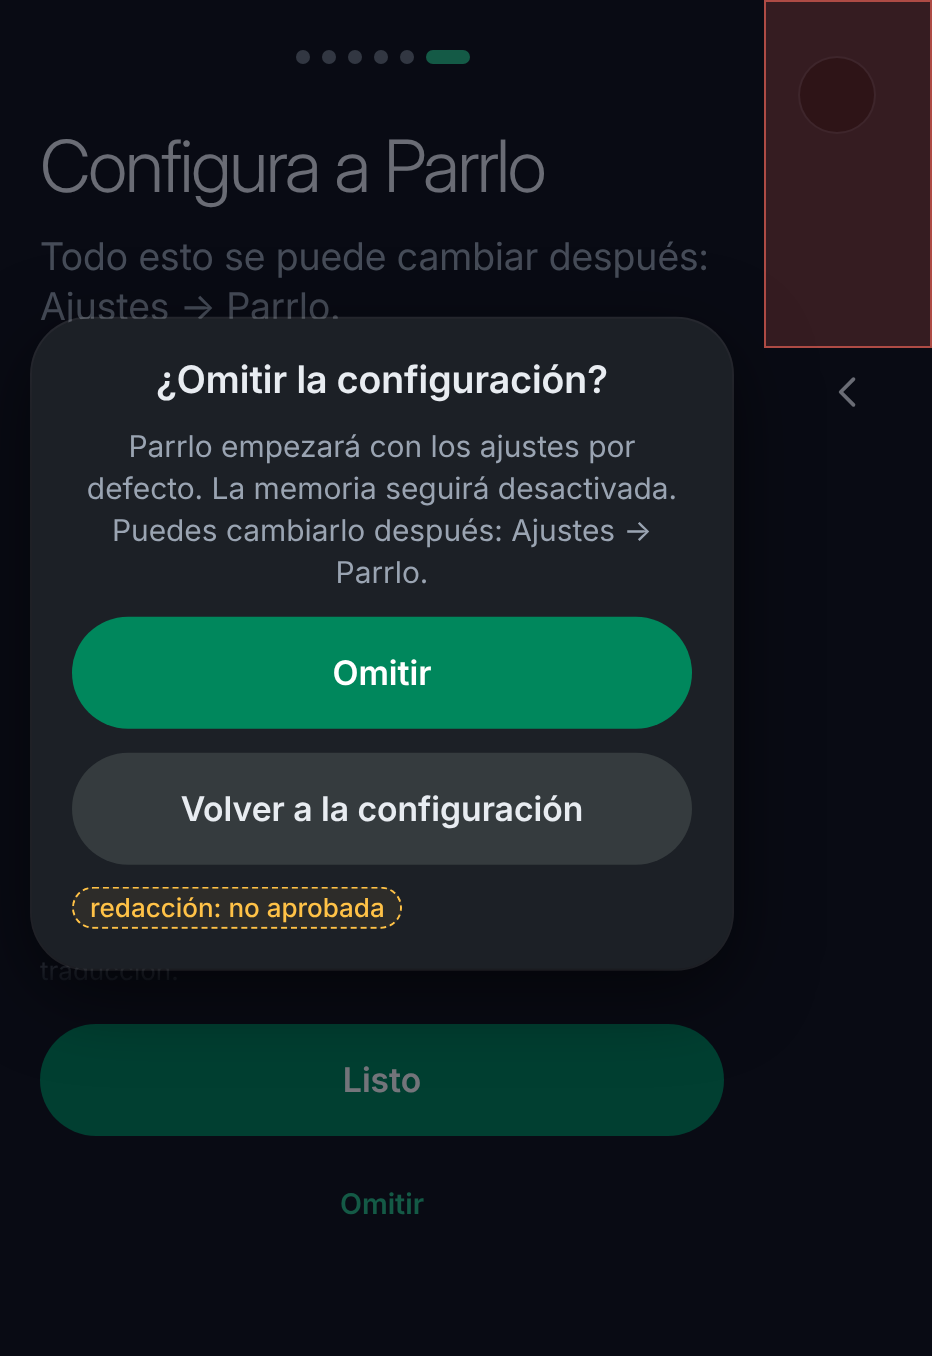 Configura a Parrlo
Todo esto se puede cambiar después:
Ajustes → Parrlo.
¿Omitir la configuración?
Parrlo empezará con los ajustes por
defecto. La memoria seguirá desactivada.
Puedes cambiarlo después: Ajustes →
Parrlo.
Omitir
Volver a la configuración
redacción: no aprobada
traducción.
Listo
Omitir